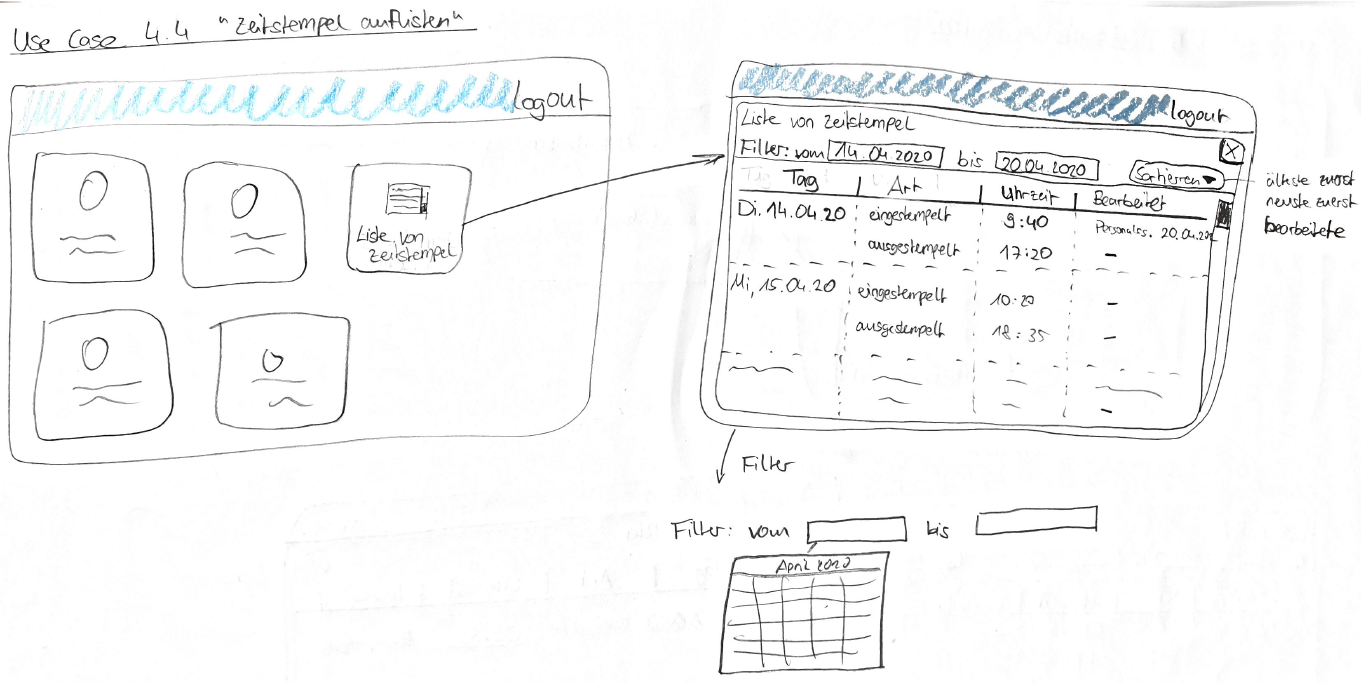 Use Case 4.4 "Zeitstempel auflisten"
logout
Liste von
Zeitstempel
logout
Liste von Zeitstempel
X
Filter: vom 14.04.2020 bis 20.04.2020
Sortieren
älteste zuerst
neuste zuerst
bearbeitete
Tag Art Uhrzeit Bearbeitet
Di. 14.04.20 eingestempelt 9:40 20.04.20
ausgestempelt 17:20 -
Mi, 15.04.20 eingestempelt 10:20 -
ausgestempelt 18:35 -
-
Filter
Filter: vom bis
April 2020